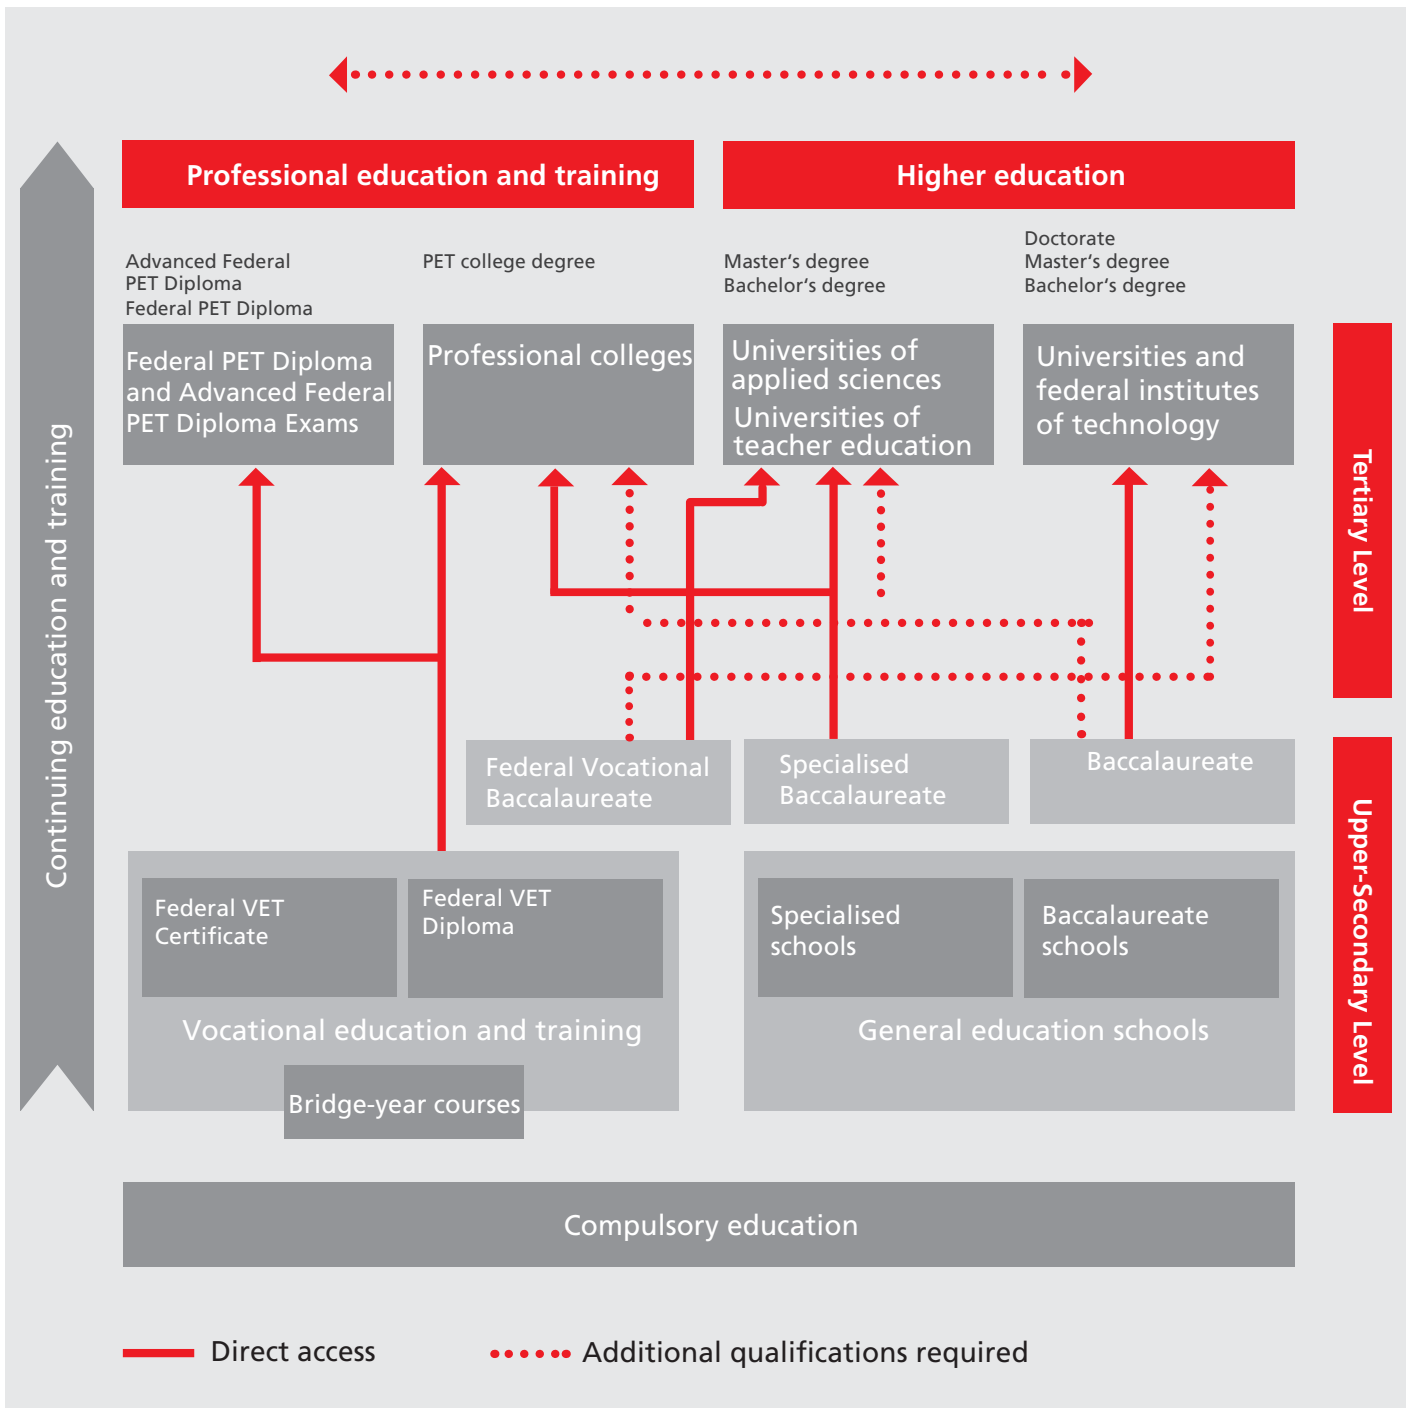 Professional education and training
Higher education
Advanced Federal
PET Diploma
Federal PET Diploma
PET college degree
Master‘s degree
Bachelor‘s degree
Doctorate
Master‘s degree
Bachelor‘s degree
Federal PET Diploma
and Advanced Federal
PET Diploma Exams
Professional colleges
Universities of
applied sciences
Universities of
teacher education
Universities and
federal institutes
of technology
Tertiary Level
Continuing education and training
Federal Vocational
Baccalaureate
Specialised
Baccalaureate
Baccalaureate
Upper-Secondary Level
Federal VET
Certificate
Federal VET
Diploma
Specialised
schools
Baccalaureate
schools
Vocational education and training
General education schools
Bridge-year courses
Compulsory education
Direct access
Additional qualifications required